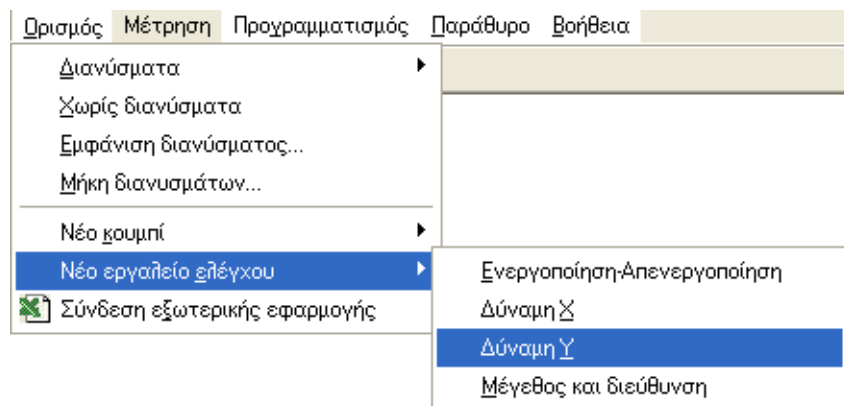 Ορισμός Μέτρηση Προγραμματισμός Παράθυρο Βοήθεια
Διανύσματα
Χωρίς διανύσματα
Εμφάνιση διανύσματος...
Μήκη διανυσμάτων...
Νέο κουμπί
Νέο εργαλείο ελέγχου
Σύνδεση εξωτερικής εφαρμογής
Ενεργοποίηση-Απενεργοποίηση
Δύναμη X
Δύναμη Y
Μέγεθος και διεύθυνση